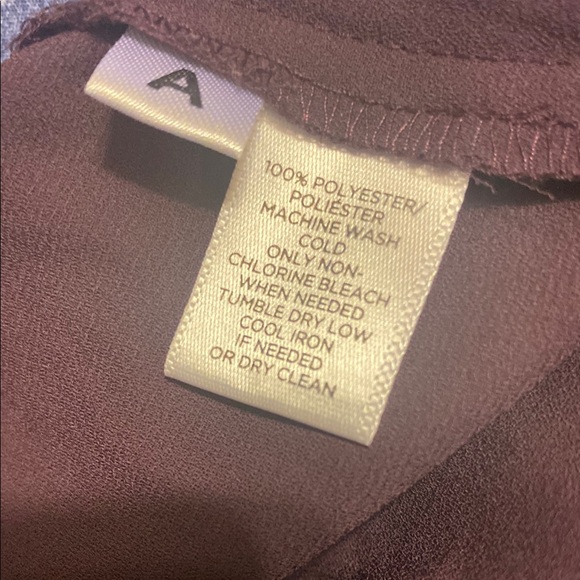 A
100% POLYESTER/
POLIÉSTER
MACHINE WASH
COLD
ONLY NON-
CHLORINE BLEACH
WHEN NEEDED
TUMBLE DRY LOW
COOL IRON
IF NEEDED
OR DRY CLEAN